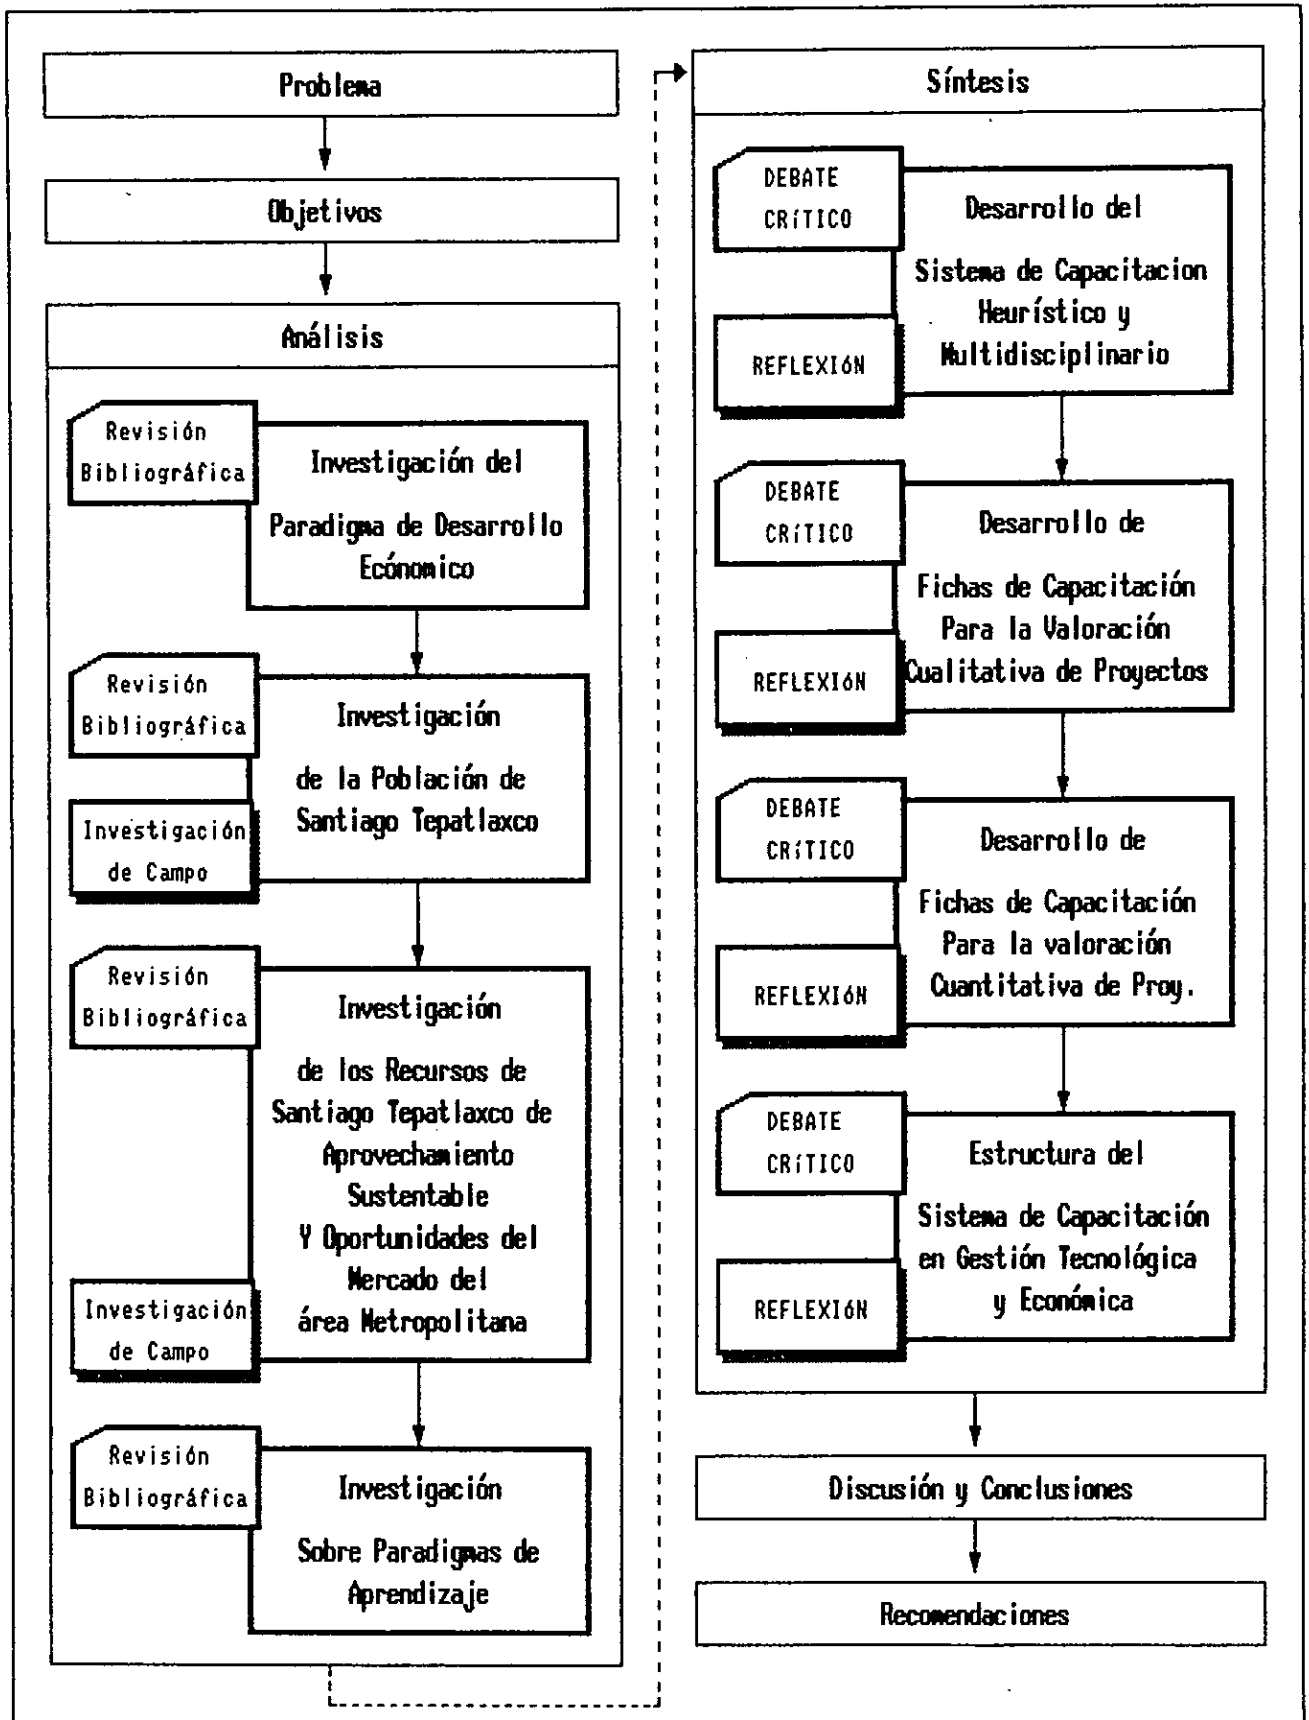 Problema
Objetivos
Análisis
Revisión
Bibliográfica
Investigación del
Paradigma de Desarrollo
Ecónomico
Revisión
Bibliográfica
Investigación
de la Población de
Santiago Tepatlaxco
Investigación
de Campo
Revisión
Bibliográfica
Investigación
de los Recursos de
Santiago Tepatlaxco de
Aprovechamiento
Sustentable
Y Oportunidades del
Mercado del
área Metropolitana
Investigación
de Campo
Revisión
Bibliográfica
Investigación
Sobre Paradigmas de
Aprendizaje
Síntesis
DEBATE
CRíTICO
Desarrollo del
Sistema de Capacitacion
Heurístico y
Multidisciplinario
REFLEXIóN
DEBATE
CRíTICO
Desarrollo de
Fichas de Capacitación
Para la Valoración
Cualitativa de Proyectos
REFLEXIóN
DEBATE
CRíTICO
Desarrollo de
Fichas de Capacitación
Para la valoración
Cuantitativa de Proy.
REFLEXIóN
DEBATE
CRíTICO
Estructura del
Sistema de Capacitación
en Gestión Tecnológica
y Económica
REFLEXIóN
Discusión y Conclusiones
Recomendaciones